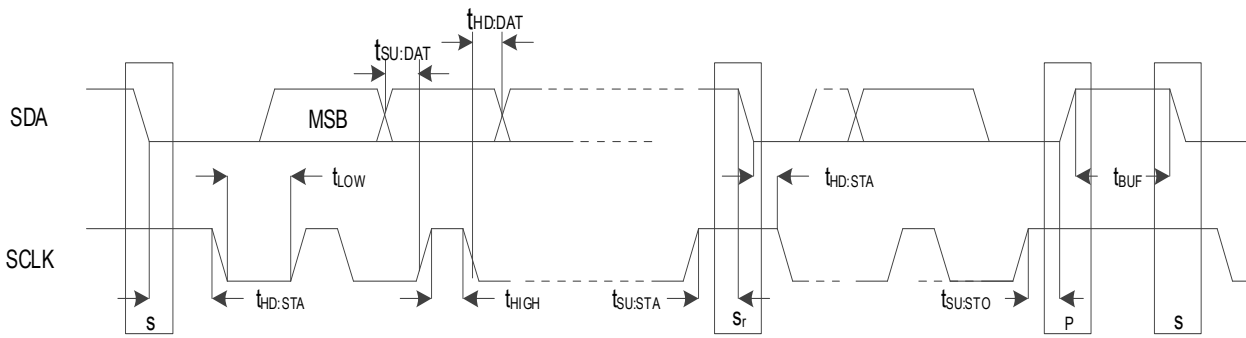 tHD:DAT
tSU:DAT
SDA
MSB
tLOW
tHD:STA
tBUF
SCLK
tHD:STA
tHIGH
tSU:STA
tSU:STO
S
Sr
P
S